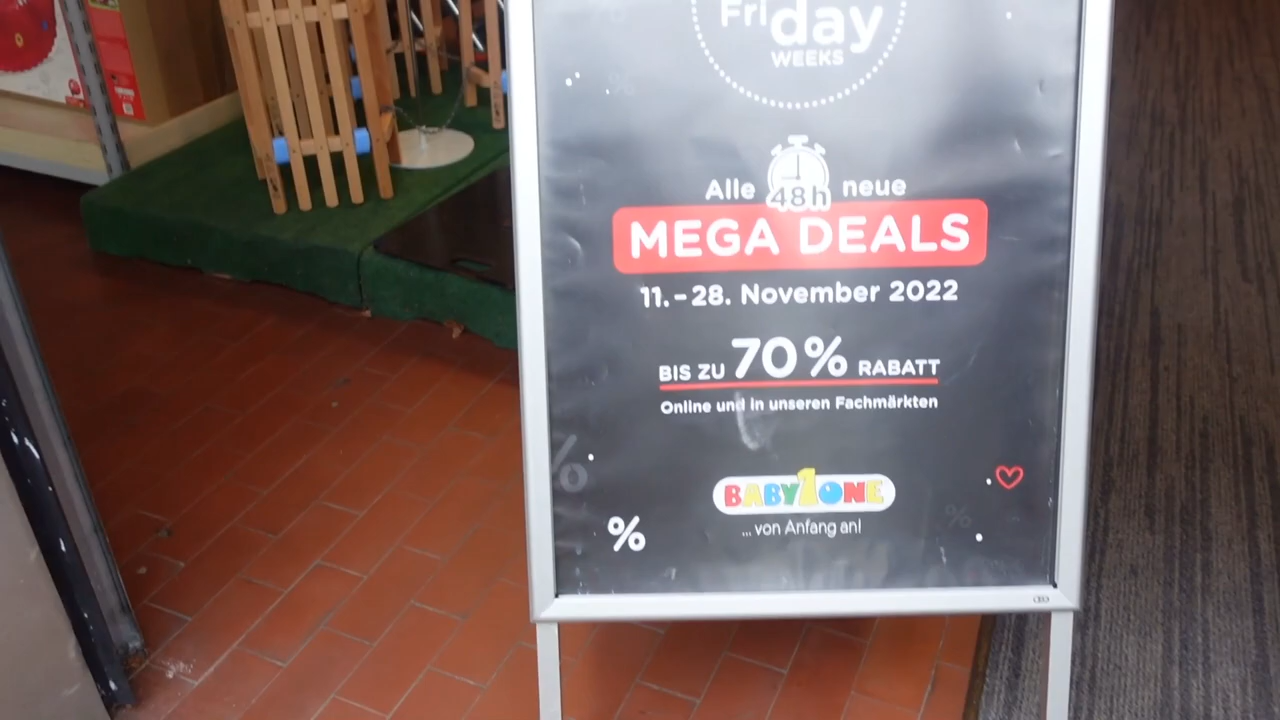 Friday
WEEKS
Alle 48h neue
MEGA DEALS
11.-28. November 2022
BIS ZU 70% RABATT
Online und in unseren Fachmärkten
%
BABY1ONE
%
... von Anfang an!
%